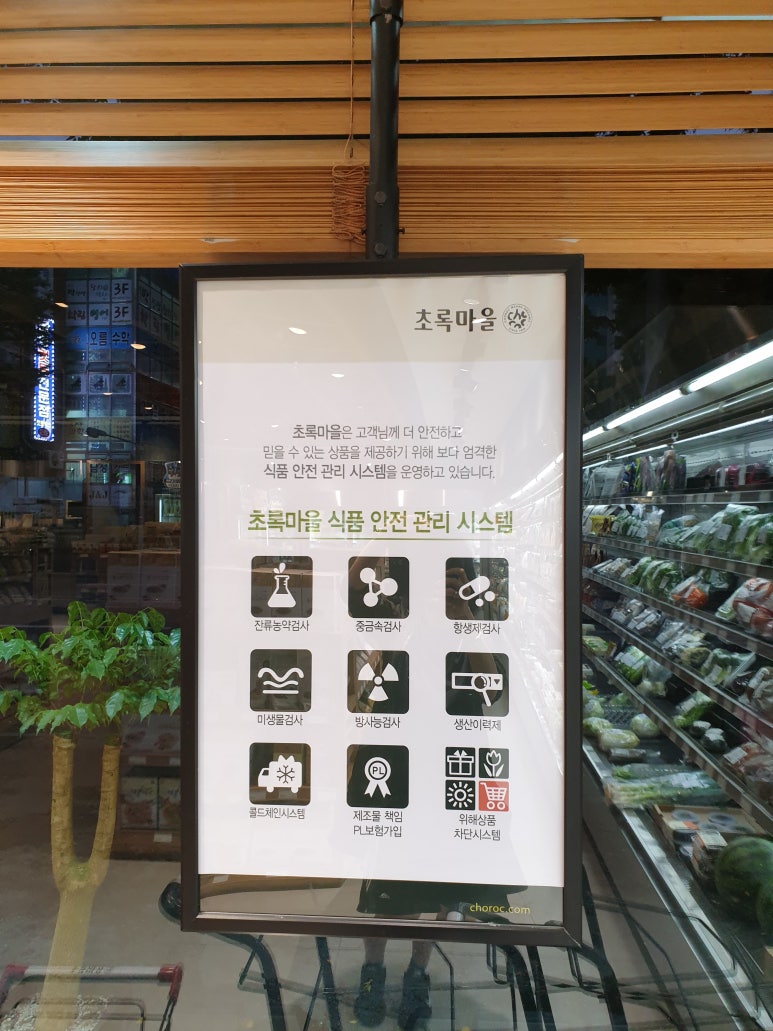 초록마을
초록마을은 고객님께 더 안전하고
믿을 수 있는 상품을 제공하기 위해 보다 엄격한
식품 안전 관리 시스템을 운영하고 있습니다.
초록마을 식품 안전 관리 시스템
잔류농약검사
중금속검사
항생제검사
미생물검사
방사능검사
생산이력제
콜드체인시스템
PL
제조물 책임
PL보험가입
위해상품
차단시스템
choroc.com
3F
3F
J&J